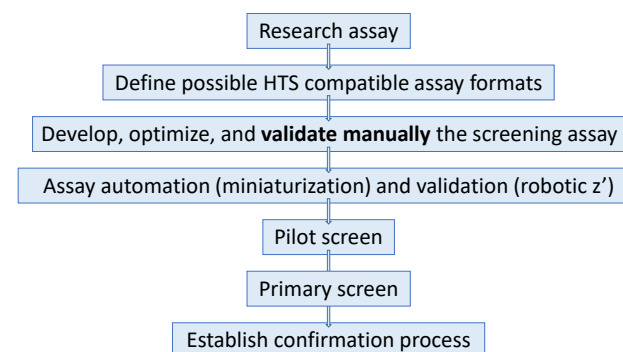 Research assay
Define possible HTS compatible assay formats
Develop, optimize, and validate manually the screening assay
Assay automation (miniaturization) and validation (robotic z’)
Pilot screen
Primary screen
Establish confirmation process